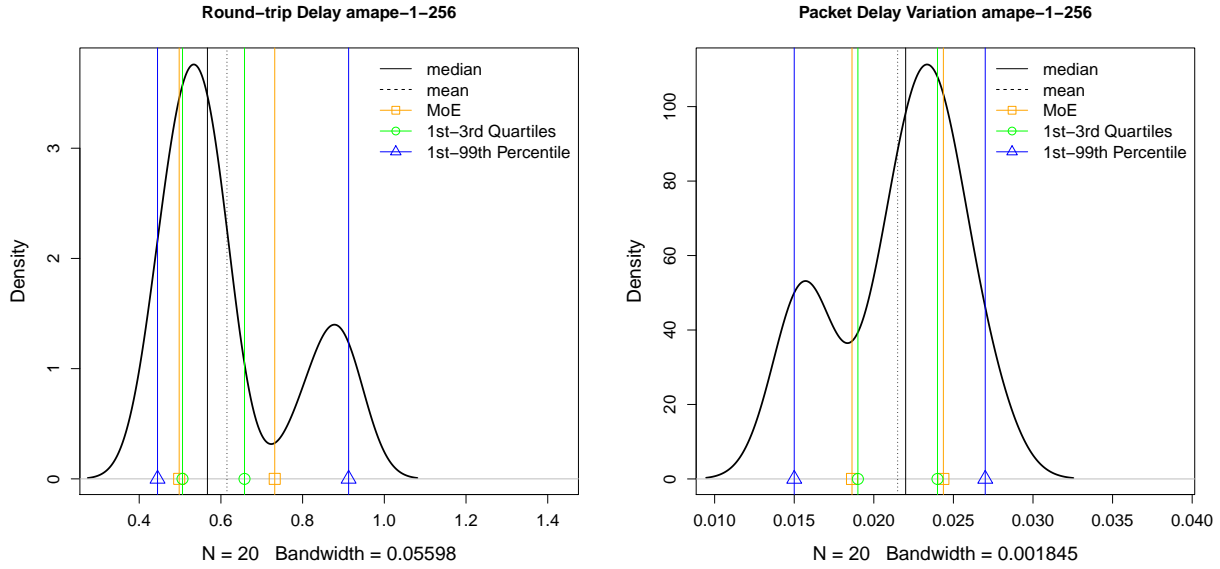 Round−trip Delay amape−1−256
median
mean
MoE
1st−3rd Quartiles
1st−99th Percentile
Density
0
1
2
3
0.4 0.6 0.8 1.0 1.2 1.4
N = 20 Bandwidth = 0.05598
Packet Delay Variation amape−1−256
median
mean
MoE
1st−3rd Quartiles
1st−99th Percentile
Density
0
20
40
60
80
100
0.010 0.015 0.020 0.025 0.030 0.035 0.040
N = 20 Bandwidth = 0.001845